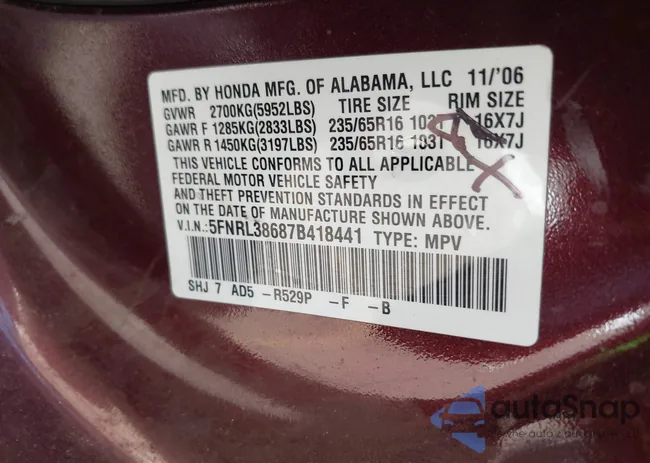 MFD. BY HONDA MFG. OF ALABAMA, LLC 11/'06
GVWR 2700KG(5952LBS) TIRE SIZE RIM SIZE
GAWR F 1285KG(2833LBS) 235/65R16 16X7J
GAWR R 1450KG(3197LBS) 235/65R16 103T 16X7J
THIS VEHICLE CONFORMS TO ALL APPLICABLE
FEDERAL MOTOR VEHICLE SAFETY
AND THEFT PREVENTION STANDARDS IN EFFECT
ON THE DATE OF MANUFACTURE SHOWN ABOVE.
V.I.N.:5FNRL38687B418441 TYPE: MPV
SHJ 7 AD5 -R529P -F -B
autoSnap